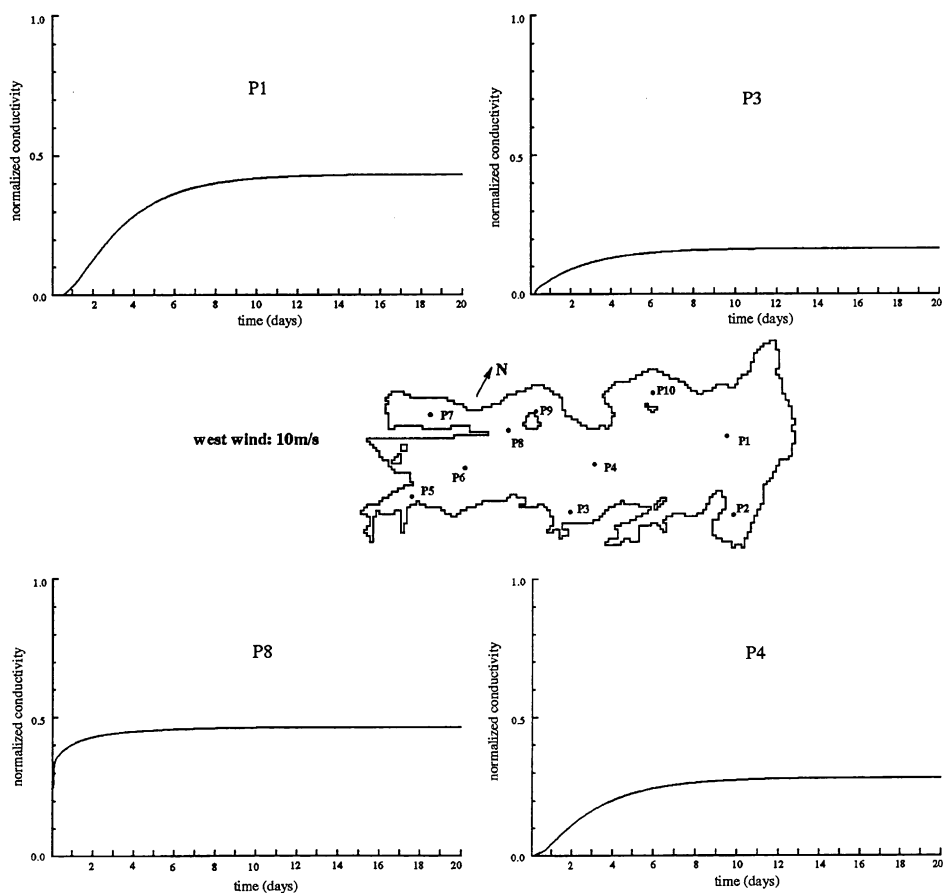 1.0
P1
0.5
0.0
normalized conductivity
2 4 6 8 10 12 14 16 18 20
time (days)
1.0
P3
0.5
0.0
normalized conductivity
2 4 6 8 10 12 14 16 18 20
time (days)
west wind: 10m/s
N
P7
P9
P10
P8
P1
P6
P4
P5
P3
P2
1.0
P8
0.5
0.0
normalized conductivity
2 4 6 8 10 12 14 16 18 20
time (days)
1.0
P4
0.5
0.0
normalized conductivity
2 4 6 8 10 12 14 16 18 20
time (days)